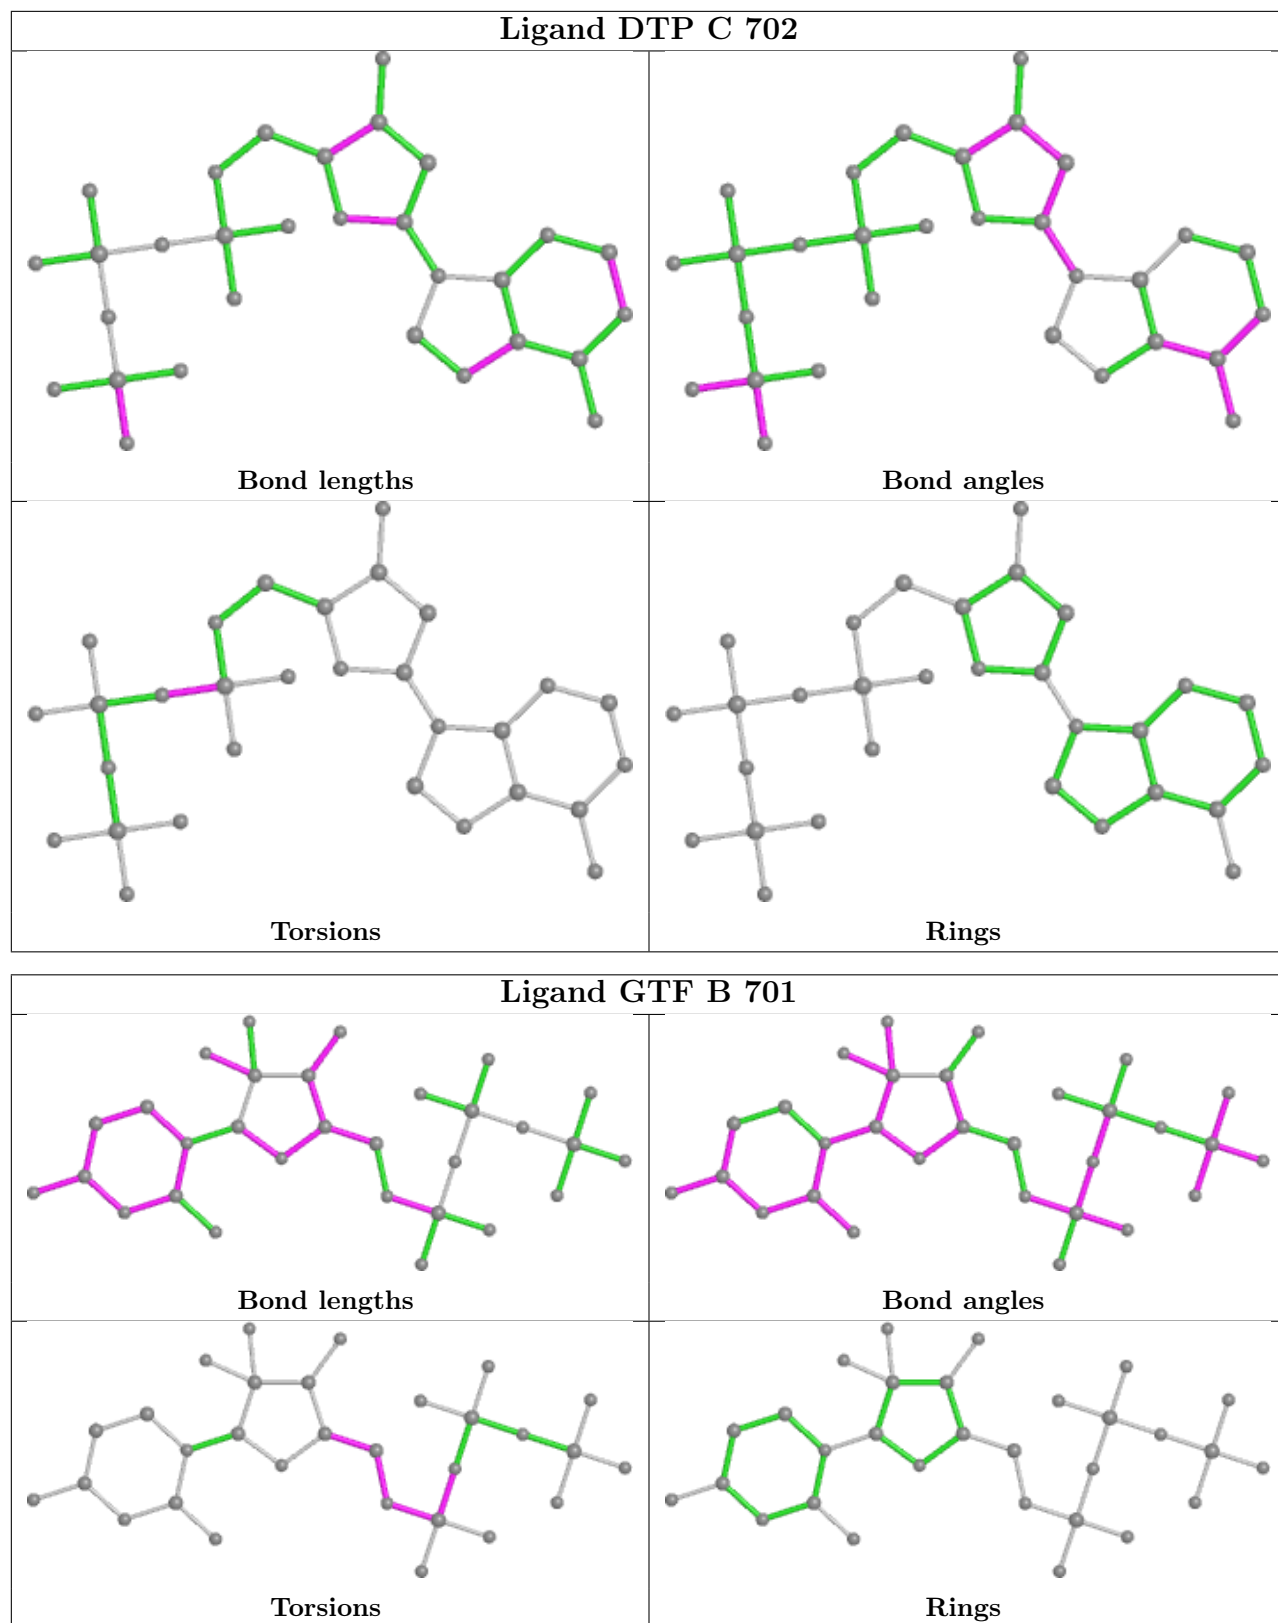 Ligand DTP C 702
Bond lengths
Bond angles
Torsions
Rings
Ligand GTF B 701
Bond lengths
Bond angles
Torsions
Rings